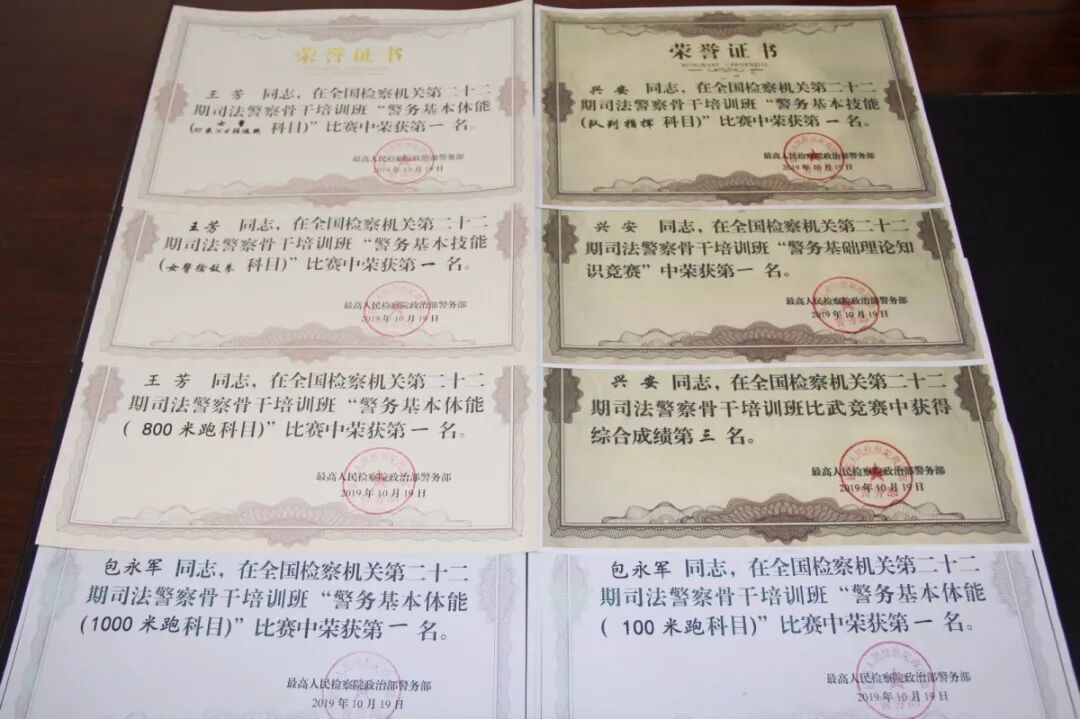 荣誉证书
王芳 同志，在全国检察机关第二十二
期司法警察骨干培训班“警务基本体能
女警
科目)”比赛中荣获第一名。
最高人民检察院政治部警务部
2019年10月19日
荣誉证书
HONORARY CREDENTIAL
兴安 同志，在全国检察机关第二十二
期司法警察骨干培训班“警务基本技能
(队列指挥 科目)”比赛中荣获第一名。
最高人民检察院政治部警务部
2019年10月19日
王芳 同志，在全国检察机关第二十二
期司法警察骨干培训班“警务基本技能
(女警擒敌拳 科目)”比赛中荣获第一名。
最高人民检察院政治部警务部
2019年10月19日
兴安 同志，在全国检察机关第二十二
期司法警察骨干培训班“警务基础理论知
识竞赛”中荣获第一名。
最高人民检察院政治部警务部
2019年10月19日
王芳 同志，在全国检察机关第二十二
期司法警察骨干培训班“警务基本体能
(800米跑科目)”比赛中荣获第一名。
最高人民检察院政治部警务部
2019年10月19日
兴安 同志，在全国检察机关第二十二
期司法警察骨干培训班比武竞赛中获得
综合成绩第三名。
最高人民检察院政治部警务部
2019年10月19日
包永军 同志，在全国检察机关第二十二
期司法警察骨干培训班“警务基本体能
(1000米跑科目)”比赛中荣获第一名。
最高人民检察院政治部警务部
2019年10月19日
包永军 同志，在全国检察机关第二十二
期司法警察骨干培训班“警务基本体能
(100米跑科目)”比赛中荣获第一名。
最高人民检察院政治部警务部
2019年10月19日